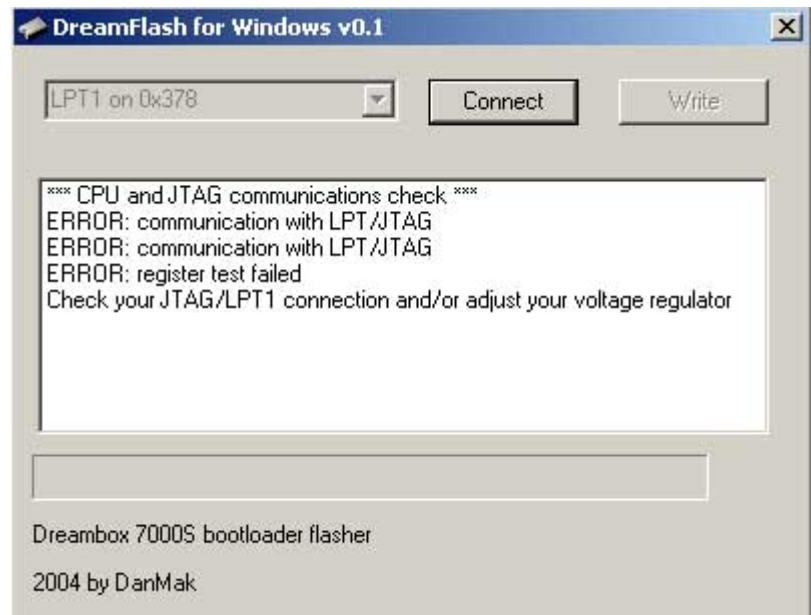 DreamFlash for Windows v0.1
LPT1 on 0x378
Connect
Write
*** CPU and JTAG communications check ***
ERROR: communication with LPT/JTAG
ERROR: communication with LPT/JTAG
ERROR: register test failed
Check your JTAG/LPT1 connection and/or adjust your voltage regulator
Dreambox 7000S bootloader flasher
2004 by DanMak